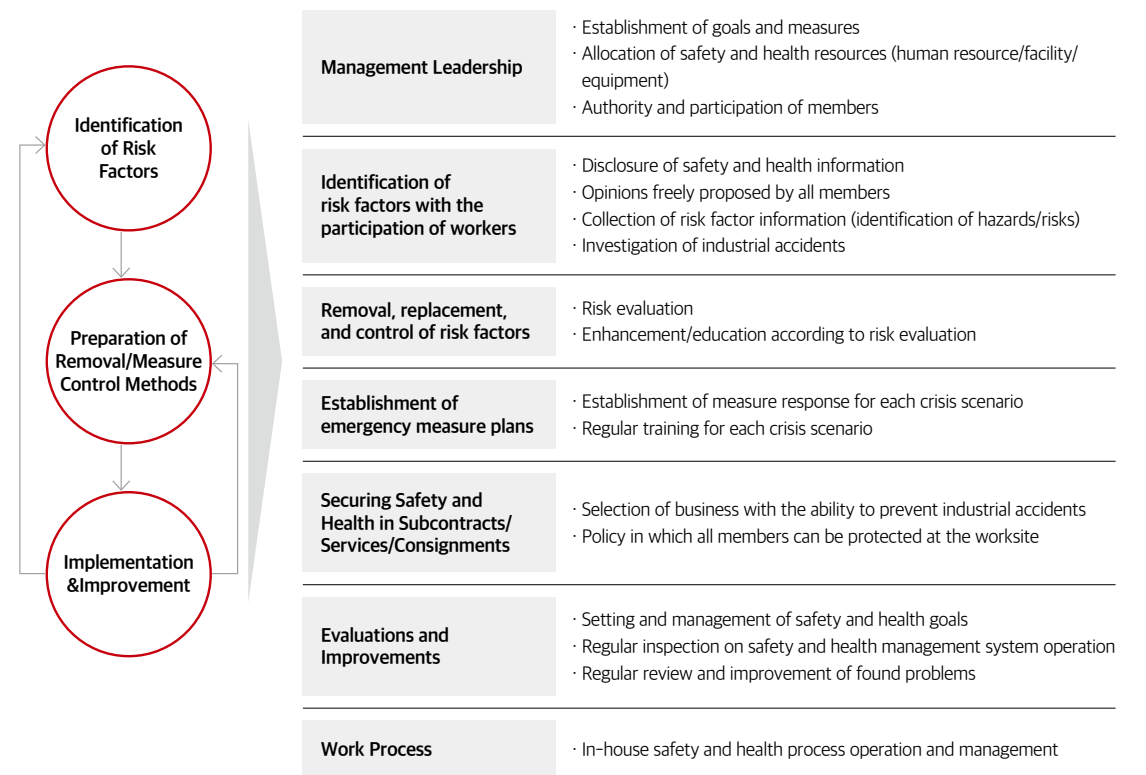 Identification
of Risk
Factors
Preparation of
Removal/Measure
Control Methods
Implementation
&Improvement
Management Leadership
· Establishment of goals and measures
· Allocation of safety and health resources (human resource/facility/
equipment)
· Authority and participation of members
Identification of
risk factors with the
participation of workers
· Disclosure of safety and health information
· Opinions freely proposed by all members
· Collection of risk factor information (identification of hazards/risks)
· Investigation of industrial accidents
Removal, replacement,
and control of risk factors
· Risk evaluation
· Enhancement/education according to risk evaluation
Establishment of
emergency measure plans
· Establishment of measure response for each crisis scenario
· Regular training for each crisis scenario
Securing Safety and
Health in Subcontracts/
Services/Consignments
· Selection of business with the ability to prevent industrial accidents
· Policy in which all members can be protected at the worksite
Evaluations and
Improvements
· Setting and management of safety and health goals
· Regular inspection on safety and health management system operation
· Regular review and improvement of found problems
Work Process
· In-house safety and health process operation and management